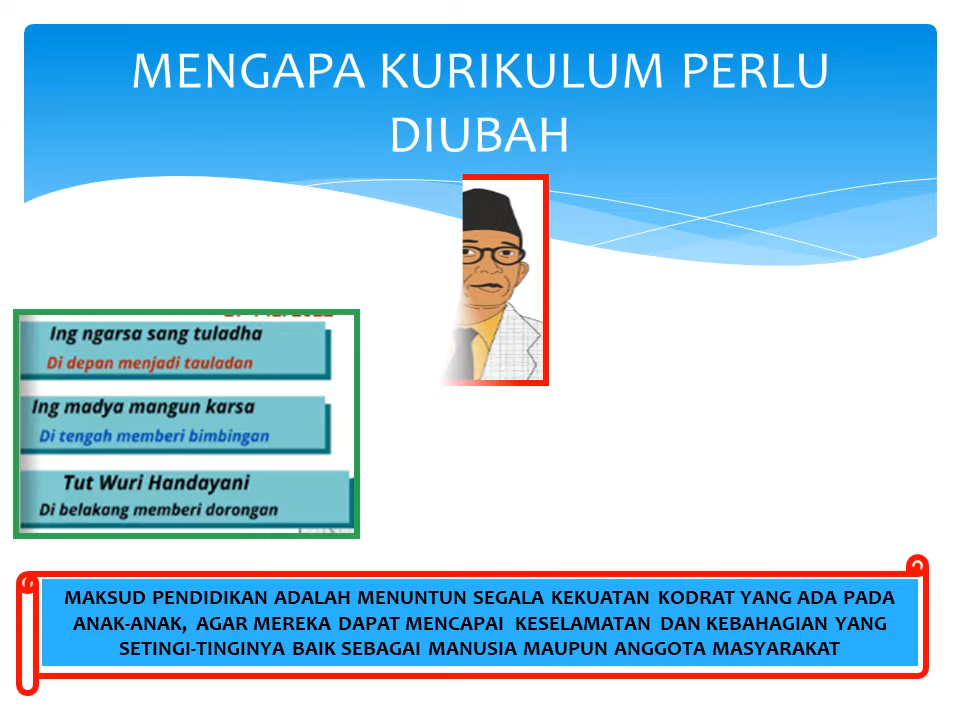 MENGAPA KURIKULUM PERLU
DIUBAH
Ing ngarsa sang tuladha
Di depan menjadi tauladan
Ing madya mangun karsa
Di tengah memberi bimbingan
Tut Wuri Handayani
Di belakang memberi dorongan
MAKSUD PENDIDIKAN ADALAH MENUNTUN SEGALA KEKUATAN KODRAT YANG ADA PADA
ANAK-ANAK, AGAR MEREKA DAPAT MENCAPAI KESELAMATAN DAN KEBAHAGIAN YANG
SETINGI-TINGINYA BAIK SEBAGAI MANUSIA MAUPUN ANGGOTA MASYARAKAT